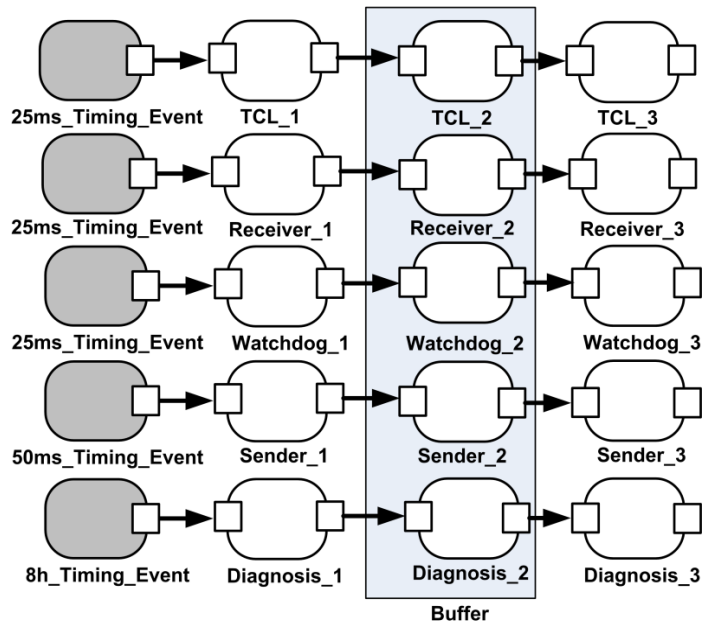 25ms_Timing_Event TCL_1 TCL_2 TCL_3
25ms_Timing_Event Receiver_1 Receiver_2 Receiver_3
25ms_Timing_Event Watchdog_1 Watchdog_2 Watchdog_3
50ms_Timing_Event Sender_1 Sender_2 Sender_3
8h_Timing_Event Diagnosis_1 Diagnosis_2 Diagnosis_3
Buffer